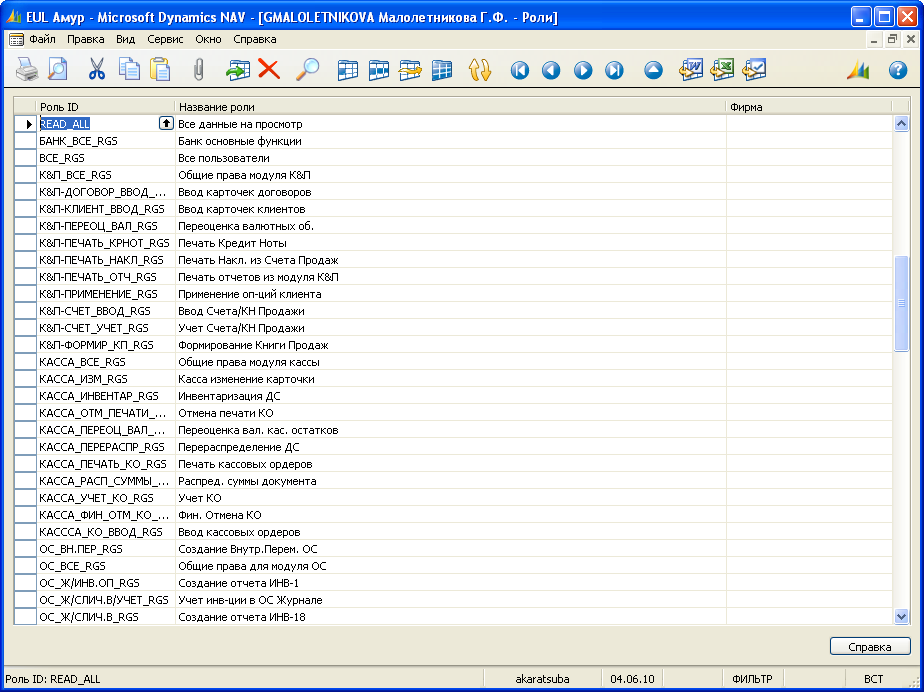 EUL Амур - Microsoft Dynamics NAV - [GMALOLETNIKOVA Малолетникова Г.Ф. - Роли]
Файл Правка Вид Сервис Окно Справка
Роль ID Название роли Фирма
READ_ALL Все данные на просмотр
БАНК_ВСЕ_RGS Банк основные функции
ВСЕ_RGS Все пользователи
К&П_ВСЕ_RGS Общие права модуля К&П
К&П-ДОГОВОР_ВВОД_... Ввод карточек договоров
К&П-КЛИЕНТ_ВВОД_RGS Ввод карточек клиентов
К&П-ПЕРЕОЦ_ВАЛ_RGS Переоценка валютных об.
К&П-ПЕЧАТЬ_КРНОТ_RGS Печать Кредит Ноты
К&П-ПЕЧАТЬ_НАКЛ_RGS Печать Накл. из Счета Продаж
К&П-ПЕЧАТЬ_ОТЧ_RGS Печать отчетов из модуля К&П
К&П-ПРИМЕНЕНИЕ_RGS Применение оп-ций клиента
К&П-СЧЕТ_ВВОД_RGS Ввод Счета/КН Продажи
К&П-СЧЕТ_УЧЕТ_RGS Учет Счета/КН Продажи
К&П-ФОРМИР_КП_RGS Формирование Книги Продаж
КАССА_ВСЕ_RGS Общие права модуля кассы
КАССА_ИЗМ_RGS Касса изменение карточки
КАССА_ИНВЕНТАР_RGS Инвентаризация ДС
КАССА_ОТМ_ПЕЧАТИ_... Отмена печати КО
КАССА_ПЕРЕОЦ_ВАЛ_... Переоценка вал. кас. остатков
КАССА_ПЕРЕРАСПР_RGS Перераспределение ДС
КАССА_ПЕЧАТЬ_КО_RGS Печать кассовых ордеров
КАССА_РАСП_СУММЫ_... Распред. суммы документа
КАССА_УЧЕТ_КО_RGS Учет КО
КАССА_ФИН_ОТМ_КО_... Фин. Отмена КО
КАСССА_КО_ВВОД_RGS Ввод кассовых ордеров
ОС_ВН.ПЕР_RGS Создание Внутр.Перем. ОС
ОС_ВСЕ_RGS Общие права для модуля ОС
ОС_Ж/ИНВ.ОП_RGS Создание отчета ИНВ-1
ОС_Ж/СЛИЧ.В/УЧЕТ_RGS Учет инв-ции в ОС Журнале
ОС_Ж/СЛИЧ.В_RGS Создание отчета ИНВ-18
Справка
Роль ID: READ_ALL akaratsuba 04.06.10 ФИЛЬТР ВСТ